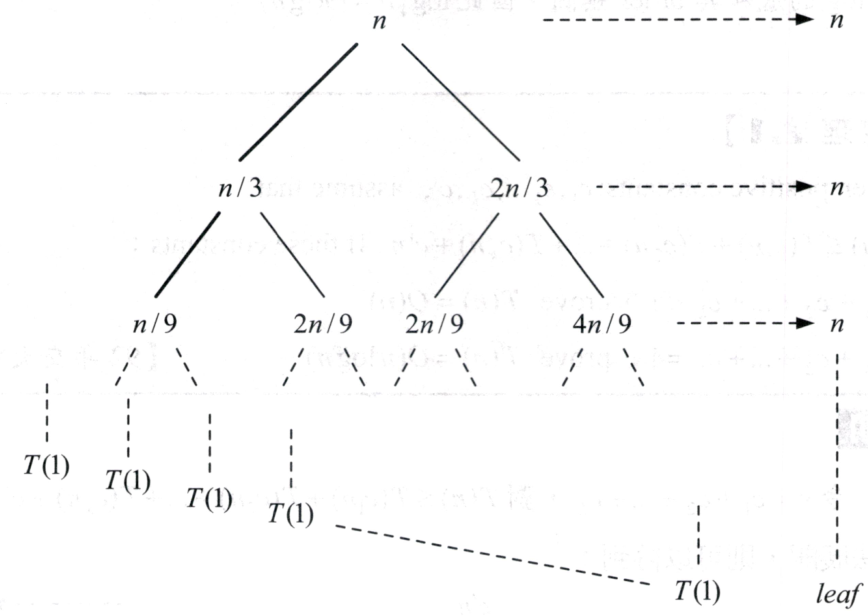 n n
n/3 2n/3 n
n/9 2n/9 2n/9 4n/9 n
T(1)
T(1)
T(1)
T(1)
T(1) leaf